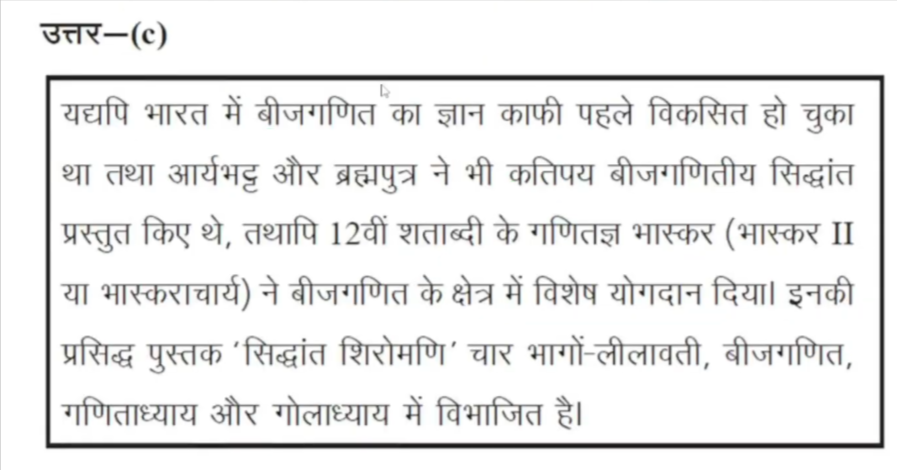 उत्तर–(c)
यद्यपि भारत में बीजगणित का ज्ञान काफी पहले विकसित हो चुका
था तथा आर्यभट्ट और ब्रह्मपुत्र ने भी कतिपय बीजगणितीय सिद्धांत
प्रस्तुत किए थे, तथापि 12वीं शताब्दी के गणितज्ञ भास्कर (भास्कर II
या भास्कराचार्य) ने बीजगणित के क्षेत्र में विशेष योगदान दिया। इनकी
प्रसिद्ध पुस्तक ‘सिद्धांत शिरोमणि’ चार भागों-लीलावती, बीजगणित,
गणिताध्याय और गोलाध्याय में विभाजित है।